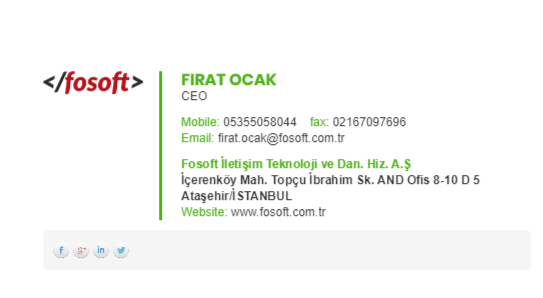 </fosoft>
FIRAT OCAK
CEO
Mobile: 05355058044 fax: 02167097696
Email: firat.ocak@fosoft.com.tr
Fosoft İletişim Teknoloji ve Dan. Hiz. A.Ş
İçerenköy Mah. Topçu İbrahim Sk. AND Ofis 8-10 D 5
Ataşehir/İSTANBUL
Website: www.fosoft.com.tr